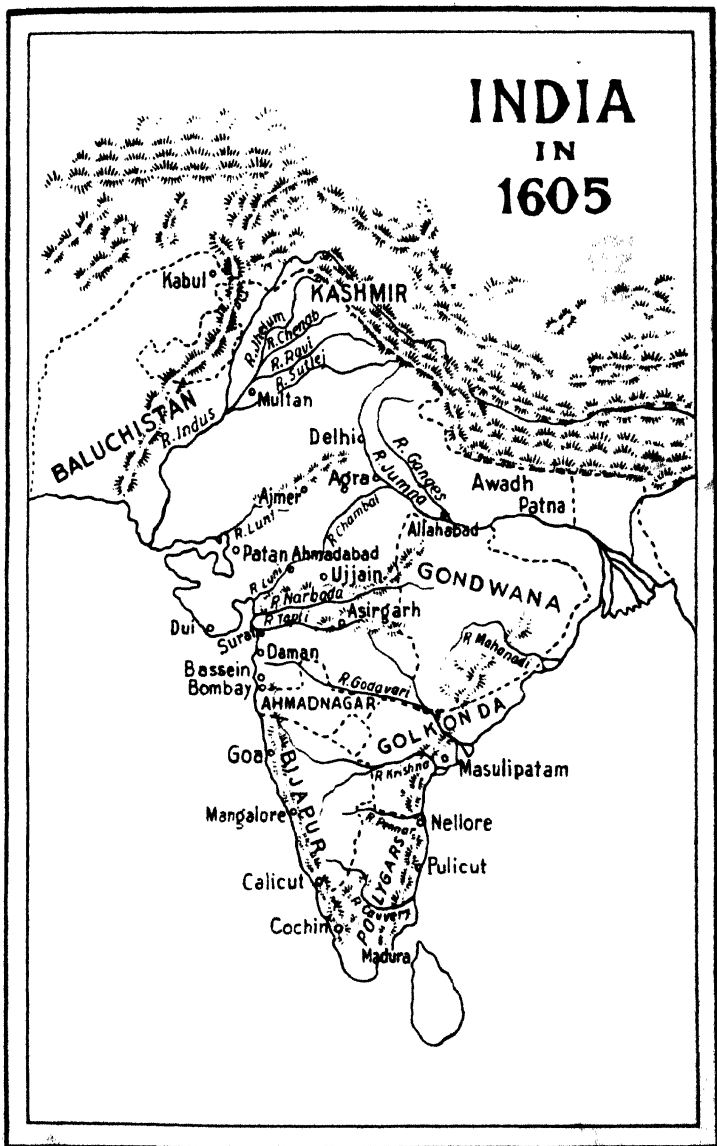 INDIA
IN
1605
Kabul
KASHMIR
R. Jhelum
R. Chenab
R. Ravi
R. Sutlej
Multan
BALUCHISTAN
R. Indus
Delhi
R. Ganges
R. Jumna
Agra
Awadh
Patna
Ajmer
R. Luni
R. Chambal
Allahabad
Patan
Ahmadabad
R. Luni
Ujjain
GONDWANA
R. Narbada
R. Tapti
Asirgarh
Dui
Surat
R. Mahanadi
Daman
Bassein
Bombay
R. Godavari
AHMADNAGAR
GOLKONDA
Goa
BIJAPUR
R. Krishna
Masulipatam
Mangalore
R. Pennar
Nellore
Pulicut
POLYGARS
Calicut
R. Cauvery
Cochin
Madura